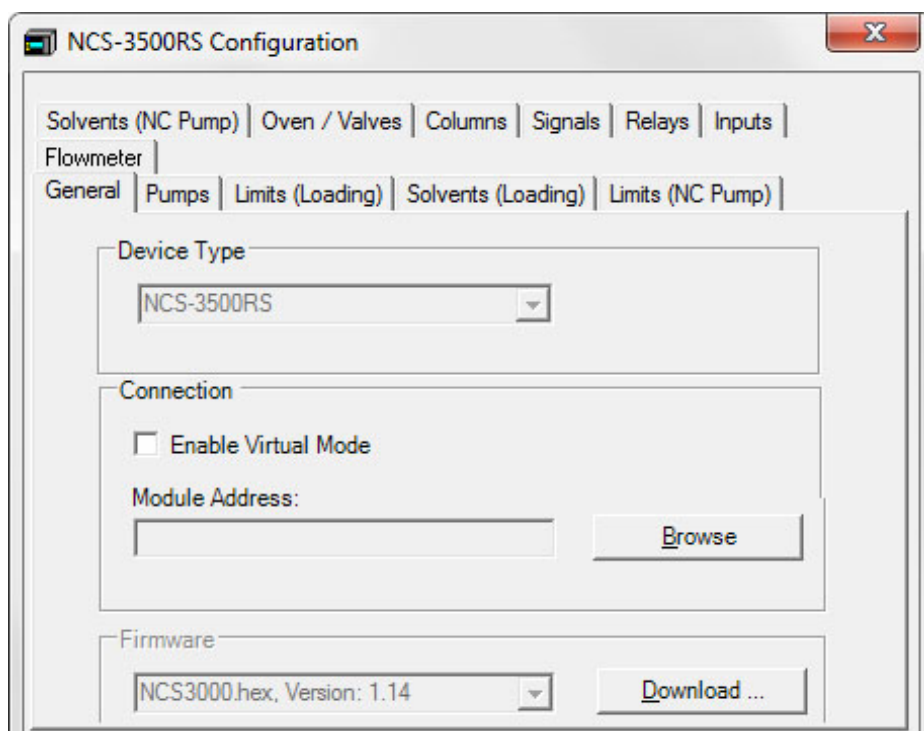 NCS-3500RS Configuration
Solvents (NC Pump) Oven / Valves Columns Signals Relays Inputs
Flowmeter
General Pumps Limits (Loading) Solvents (Loading) Limits (NC Pump)
Device Type
NCS-3500RS
Connection
Enable Virtual Mode
Module Address:
Browse
Firmware
NCS3000.hex, Version: 1.14 Download ...